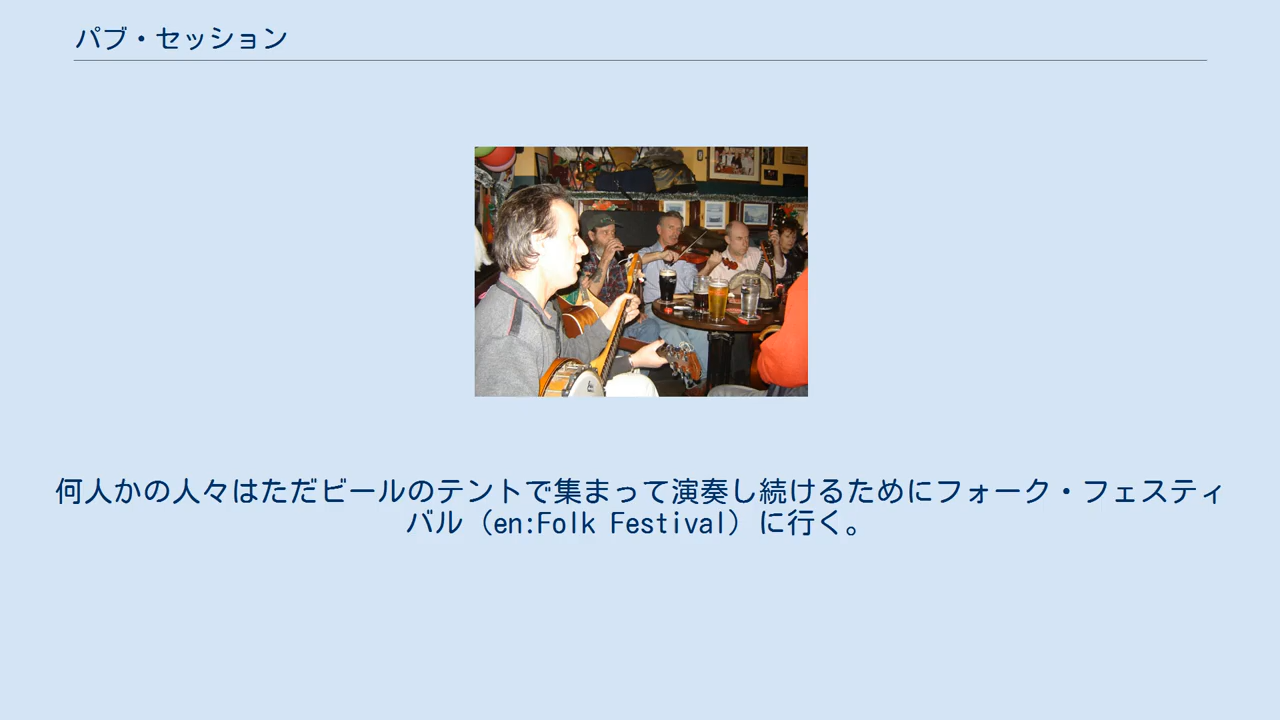 パブ・セッション
何人かの人々はただビールのテントで集まって演奏し続けるためにフォーク・フェスティ
バル（en:Folk Festival）に行く。